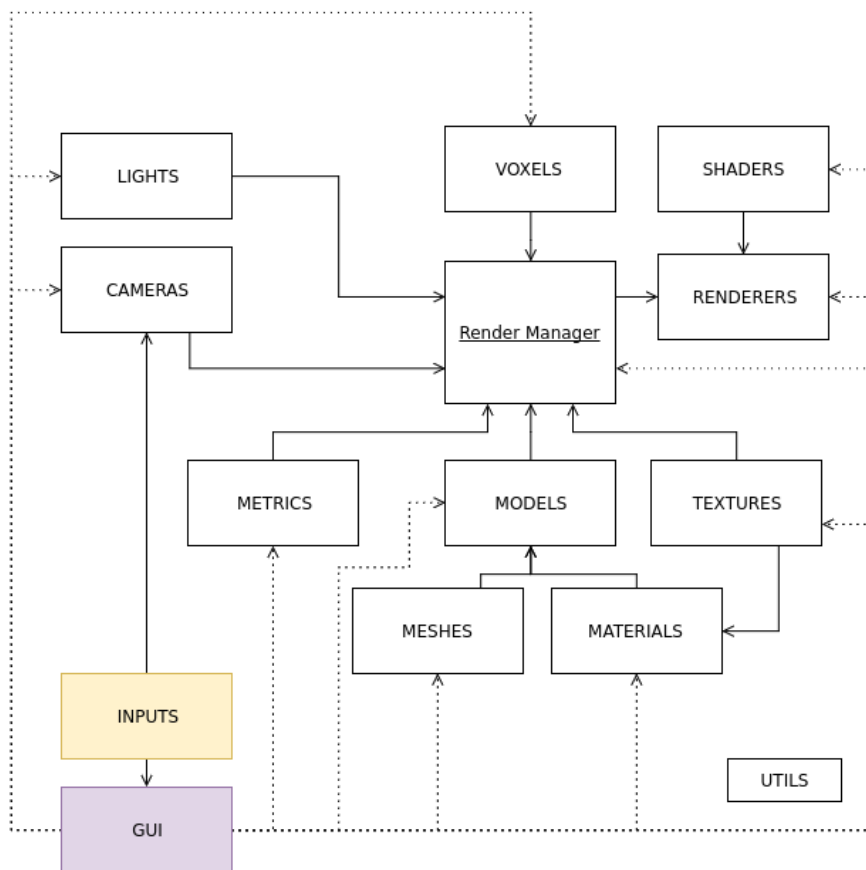 LIGHTS
VOXELS
SHADERS
CAMERAS
RENDERERS
Render Manager
METRICS
MODELS
TEXTURES
MESHES
MATERIALS
INPUTS
UTILS
GUI